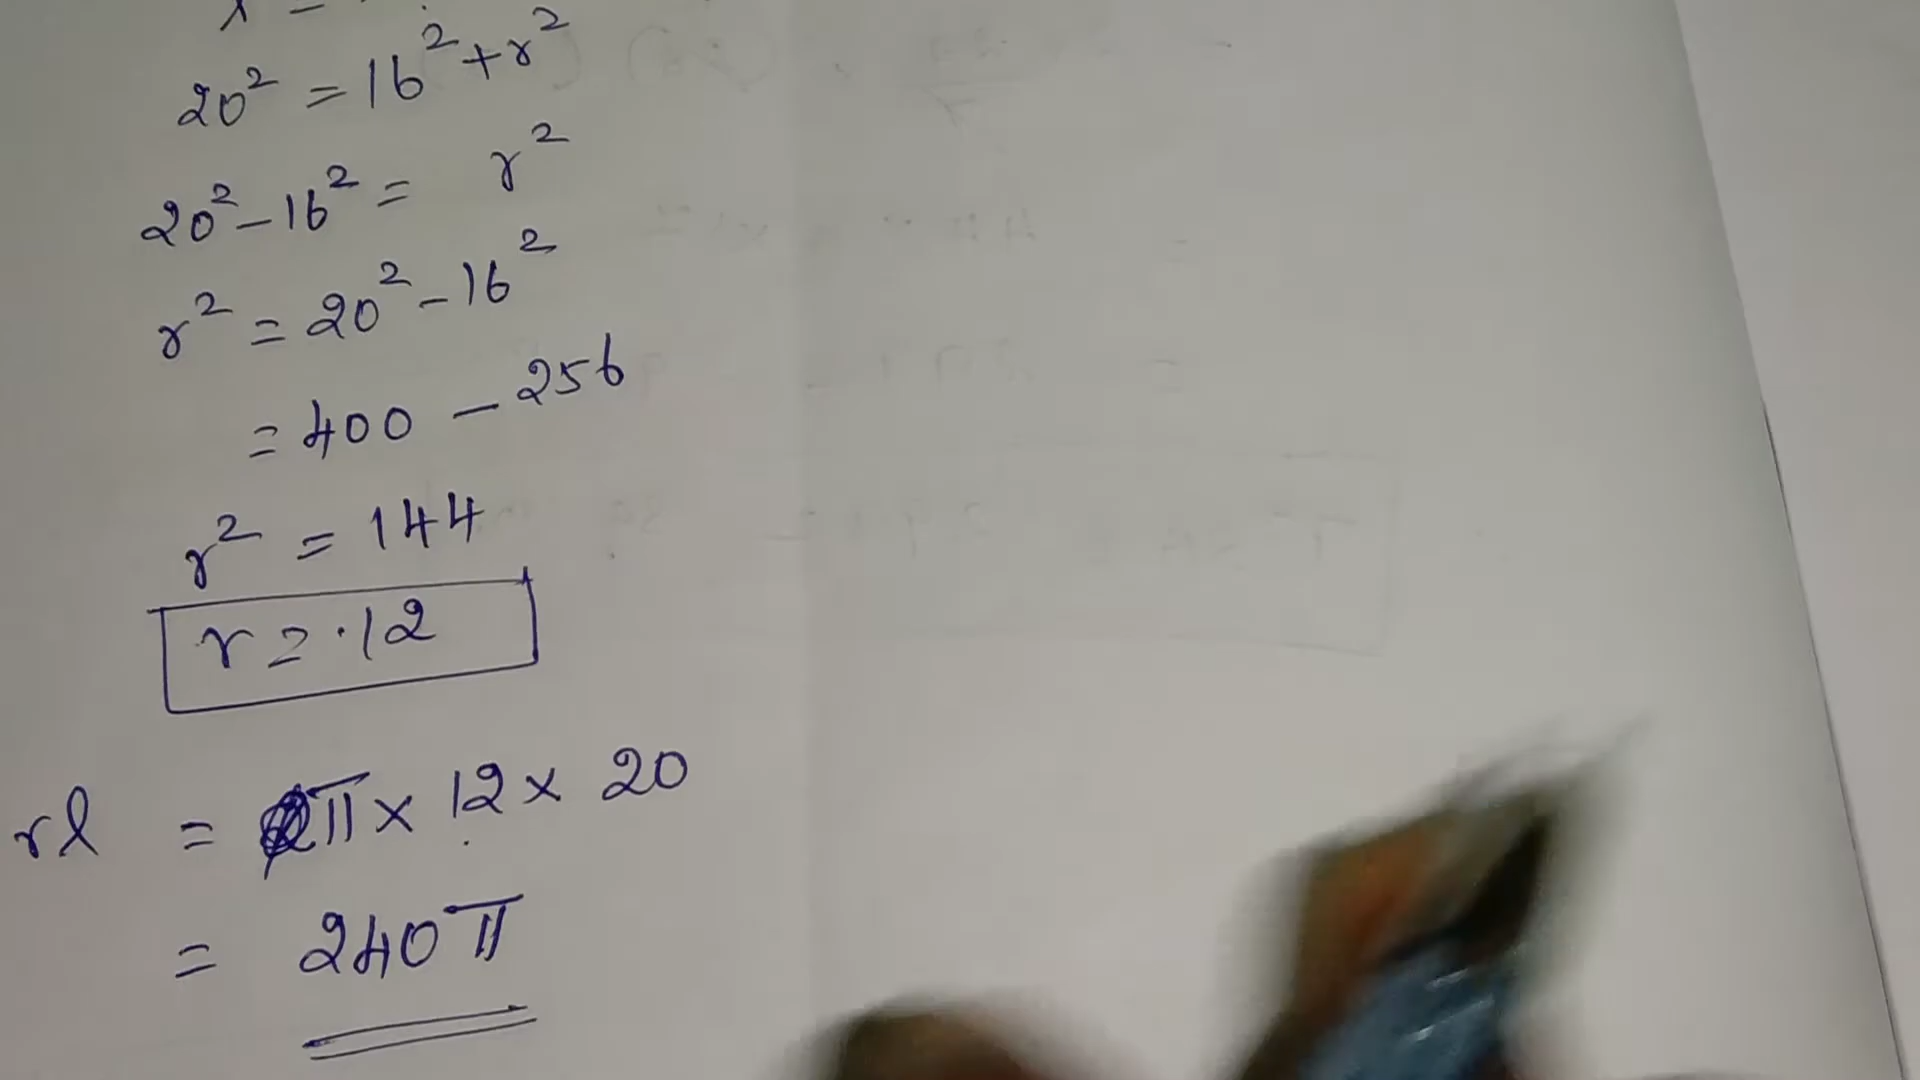 20² = 16² + r²
20² - 16² = r²
r² = 20² - 16²
= 400 - 256
r² = 144
r = 12
rl = π × 12 × 20
= 240π